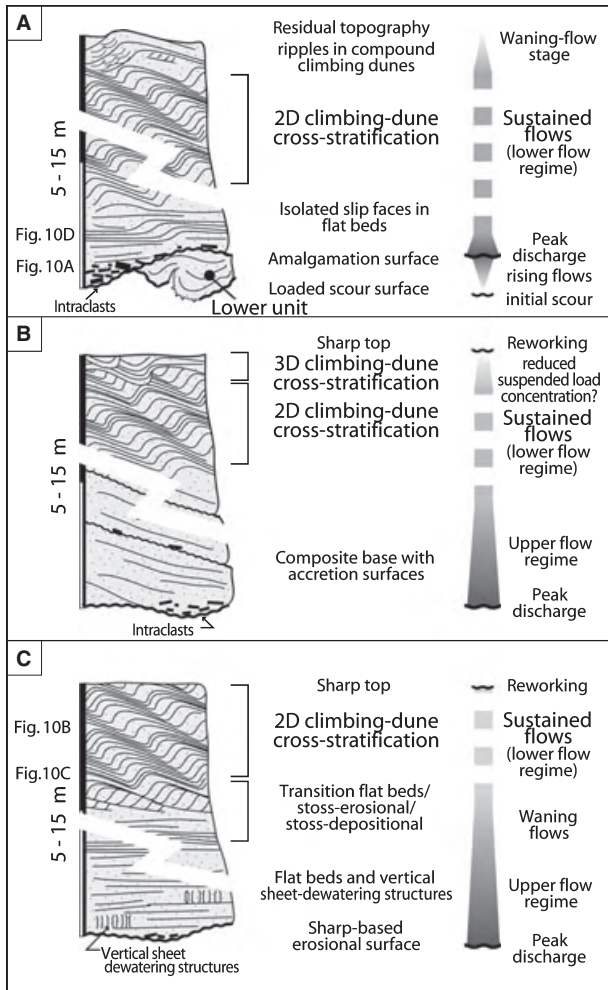 A
Residual topography
ripples in compound
climbing dunes
Waning-flow
stage
2D climbing-dune
cross-stratification
Sustained
flows
(lower flow
regime)
5 - 15 m
Isolated slip faces in
flat beds
Fig. 10D
Peak
discharge
Amalgamation surface
Fig. 10A
rising flows
Loaded scour surface
initial scour
Intraclasts
Lower unit
B
Sharp top
Reworking
3D climbing-dune
cross-stratification
reduced
suspended load
concentration?
2D climbing-dune
cross-stratification
Sustained
flows
(lower flow
regime)
5 - 15 m
Composite base with
accretion surfaces
Upper flow
regime
Peak
discharge
Intraclasts
C
Sharp top
Reworking
Fig. 10B
2D climbing-dune
cross-stratification
Sustained
flows
(lower flow
regime)
Fig.10C
5 - 15 m
Transition flat beds/
stoss-erosional/
stoss-depositional
Waning
flows
Flat beds and vertical
sheet-dewatering structures
Upper flow
regime
Sharp-based
erosional surface
Peak
discharge
Vertical sheet
dewatering structures